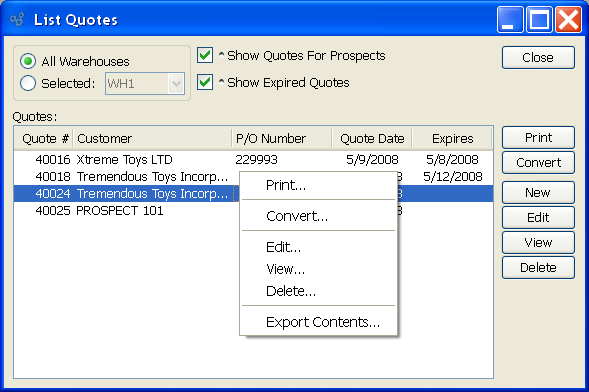 List Quotes
All Warehouses
Selected: WH1
^ Show Quotes For Prospects
^ Show Expired Quotes
Close
Quotes:
Quote # Customer P/O Number Quote Date Expires
40016 Xtreme Toys LTD 229993 5/9/2008 5/8/2008
40018 Tremendous Toys Incorp... 8 5/12/2008
40024 Tremendous Toys Incorp... 8
40025 PROSPECT 101 8
Print...
Convert...
Edit...
View...
Delete...
Export Contents...
Print
Convert
New
Edit
View
Delete